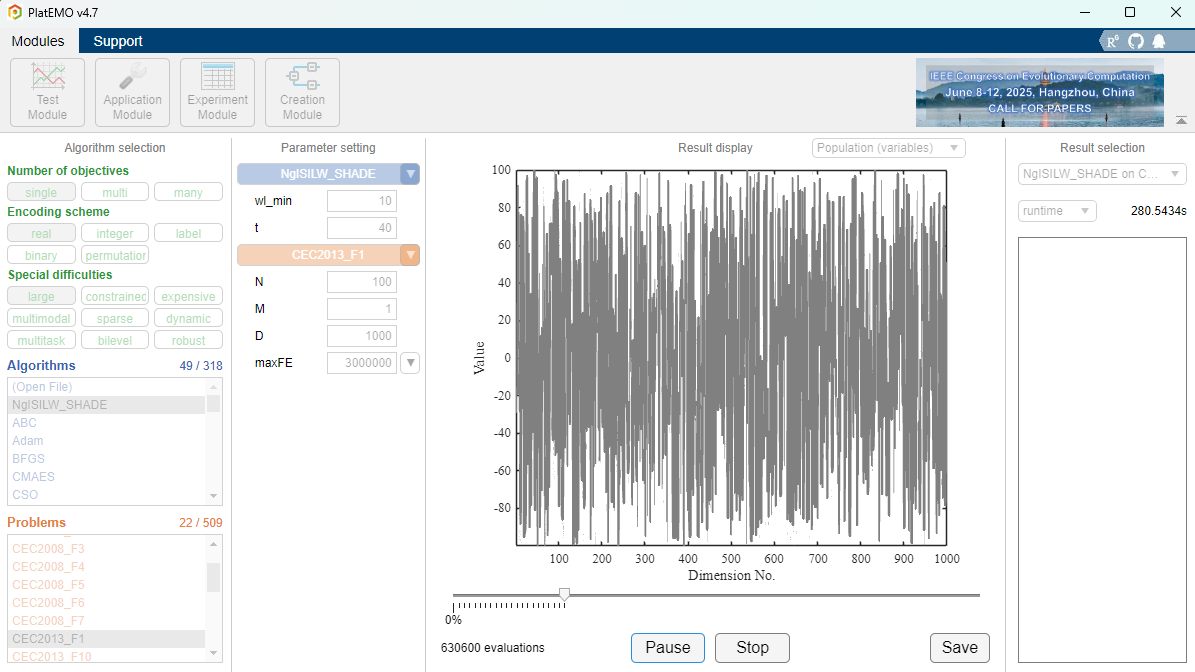 PlatEMO v4.7
Modules
Support
Test
Module
Application
Module
Experiment
Module
Creation
Module
IEEE Congress on Evolutionary Computation
June 8-12, 2025, Hangzhou, China
CALL FOR PAPERS
Algorithm selection
Number of objectives
single
multi
many
Encoding scheme
real
integer
label
binary
permutation
Special difficulties
large
constrained
expensive
multimodal
sparse
dynamic
multitask
bilevel
robust
Algorithms
49 / 318
(Open File)
NgISILW_SHADE
ABC
Adam
BFGS
CMAES
CSO
Problems
22 / 509
CEC2008_F3
CEC2008_F4
CEC2008_F5
CEC2008_F6
CEC2008_F7
CEC2013_F1
CEC2013_F10
Parameter setting
NgISILW_SHADE
wl_min
10
t
40
CEC2013_F1
N
100
M
1
D
1000
maxFE
3000000
Result display
Population (variables)
100
80
60
40
20
0
-20
-40
-60
-80
Value
100
200
300
400
500
600
700
800
900
1000
Dimension No.
0%
630600 evaluations
Pause
Stop
Save
Result selection
NgISILW_SHADE on C...
runtime
280.5434s